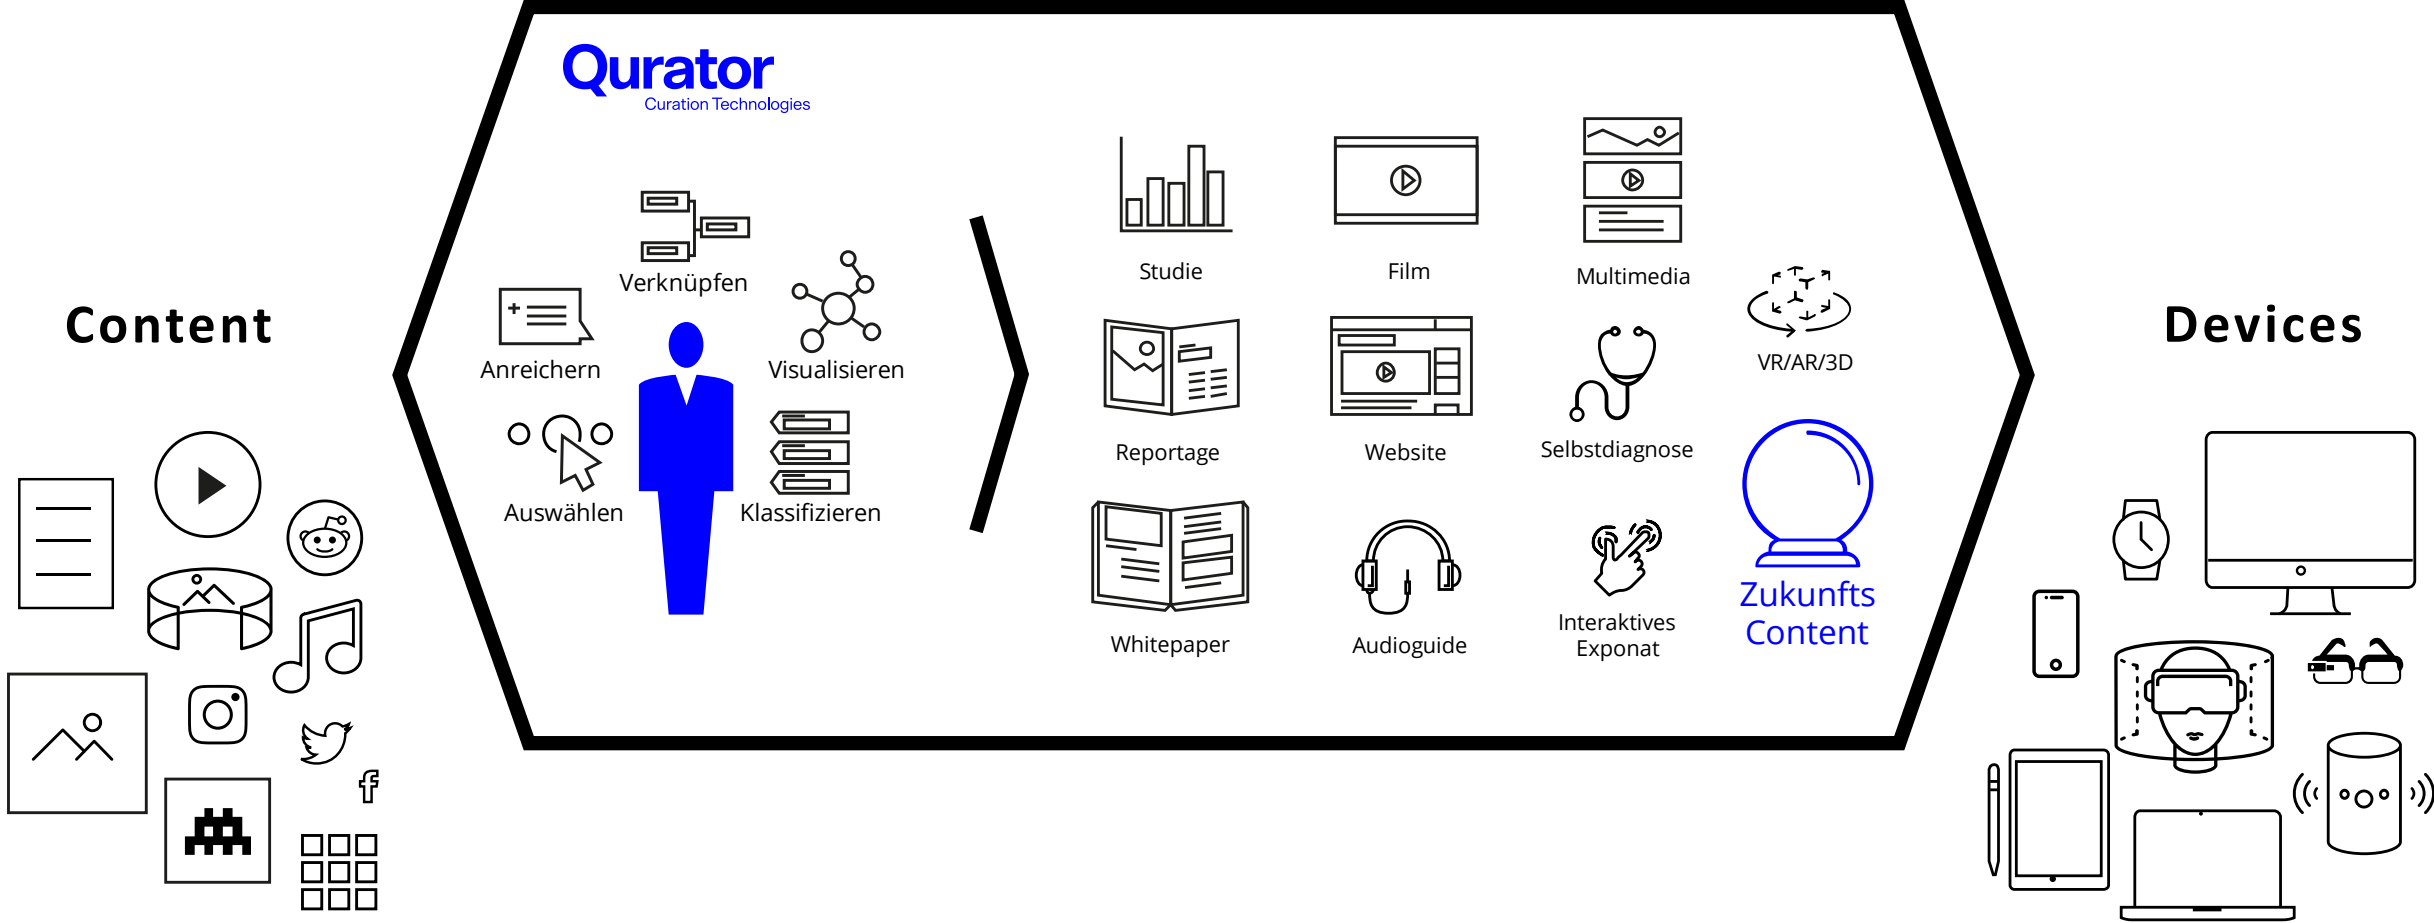 Qurator
Curation Technologies
Content
Verknüpfen
Anreichern
Visualisieren
Auswählen
Klassifizieren
Studie
Film
Multimedia
VR/AR/3D
Reportage
Website
Selbstdiagnose
Whitepaper
Audioguide
Interaktives
Exponat
Zukunfts
Content
Devices